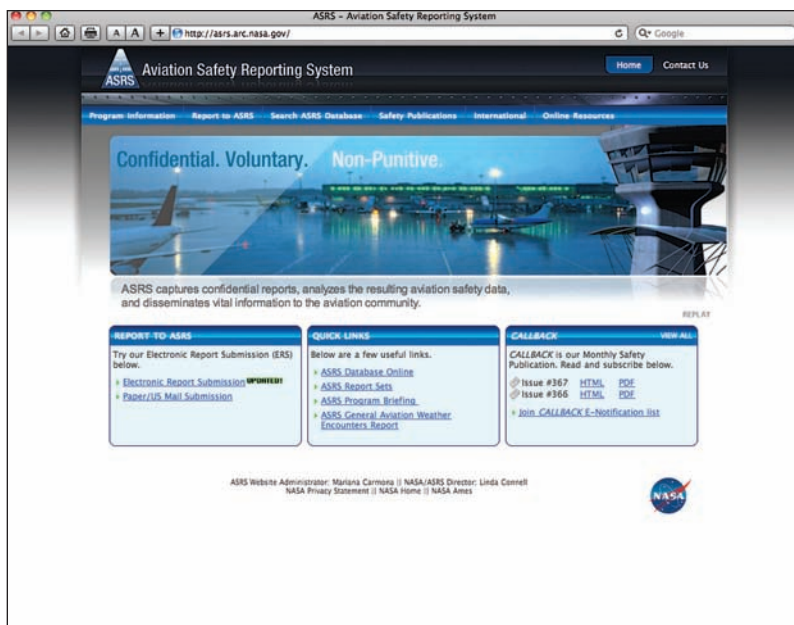 ASRS – Aviation Safety Reporting System
A A + http://asrs.arc.nasa.gov/ Google
ASRS Aviation Safety Reporting System
Home Contact Us
Program Information Report to ASRS Search ASRS Database Safety Publications International Online Resources
Confidential. Voluntary. Non-Punitive.
ASRS captures confidential reports, analyzes the resulting aviation safety data,
and disseminates vital information to the aviation community.
REPLAY
REPORT TO ASRS
Try our Electronic Report Submission (ERS)
below.
Electronic Report Submission UPDATED!
Paper/US Mail Submission
QUICK LINKS
Below are a few useful links.
ASRS Database Online
ASRS Report Sets
ASRS Program Briefing
ASRS General Aviation Weather
Encounters Report
CALLBACK VIEW ALL
CALLBACK is our Monthly Safety
Publication. Read and subscribe below.
Issue #367 HTML PDF
Issue #366 HTML PDF
Join CALLBACK E-Notification list
ASRS Website Administrator: Mariana Carmona || NASA/ASRS Director: Linda Connell
NASA Privacy Statement || NASA Home || NASA Ames
NASA